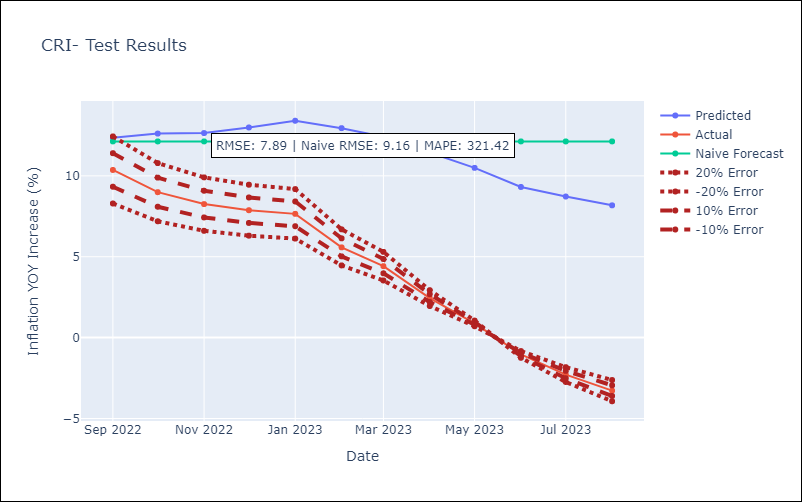 CRI- Test Results
RMSE: 7.89 | Naive RMSE: 9.16 | MAPE: 321.42
Predicted
Actual
Naive Forecast
20% Error
-20% Error
10% Error
-10% Error
Inflation YOY Increase (%)
10
5
0
−5
Sep 2022
Nov 2022
Jan 2023
Mar 2023
May 2023
Jul 2023
Date